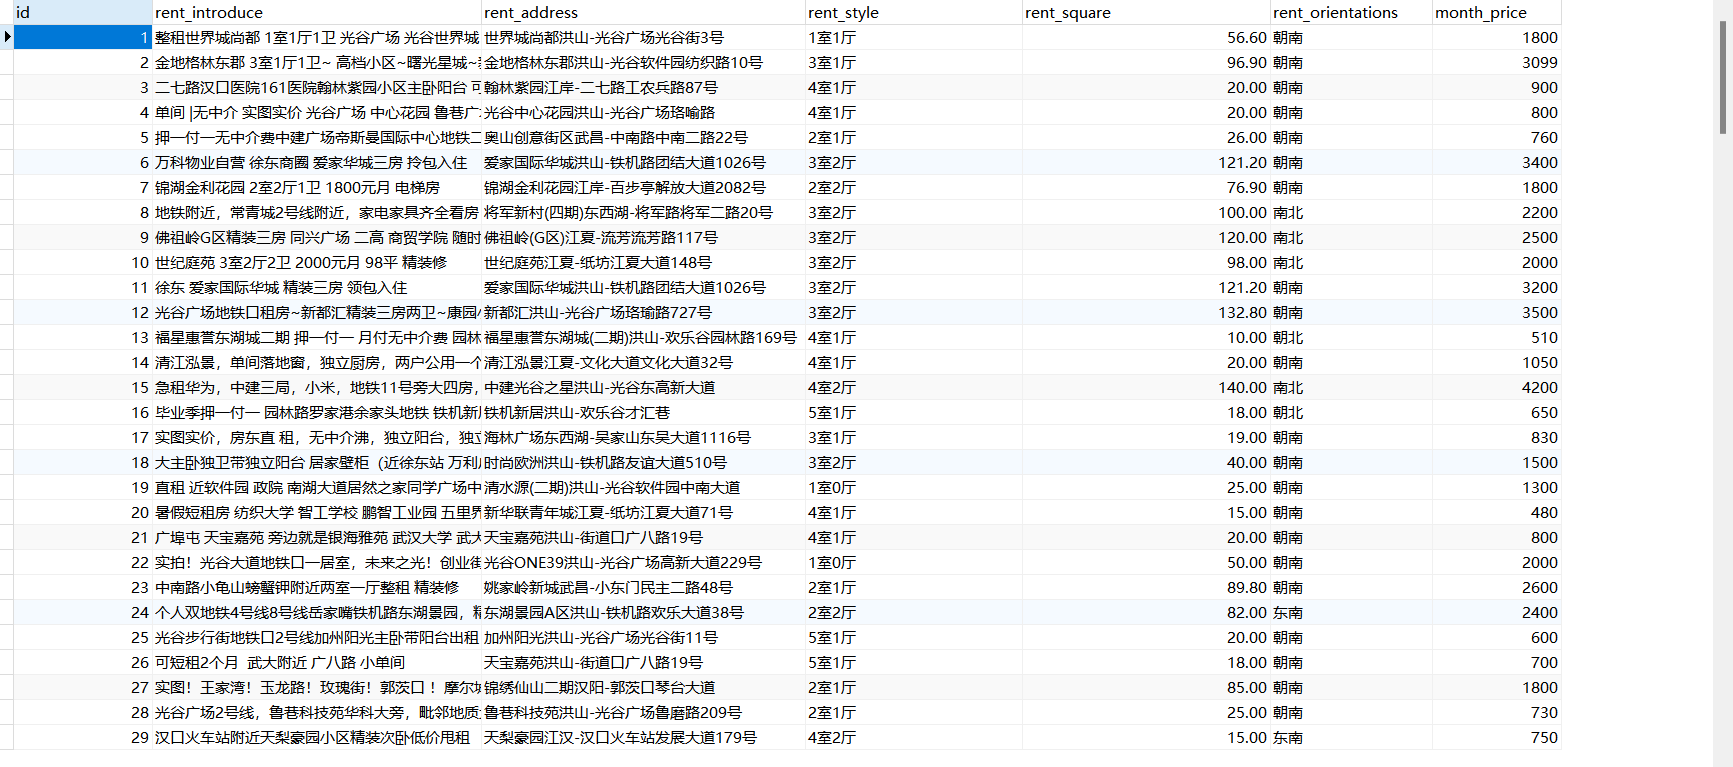 id rent_introduce rent_address rent_style rent_square rent_orientations month_price
1 整租世界城尚都 1室1厅1卫 光谷广场 光谷世界城 世界城尚都洪山-光谷广场光谷街3号 1室1厅 56.60 朝南 1800
2 金地格林东郡 3室1厅1卫~ 高档小区~曙光星城~ 金地格林东郡洪山-光谷软件园纺织路10号 3室1厅 96.90 朝南 3099
3 二七路汉口医院161医院翰林紫园小区主卧阳台 可 翰林紫园江岸-二七路工农兵路87号 4室1厅 20.00 朝南 900
4 单间 |无中介 实图实价 光谷广场 中心花园 鲁巷广 光谷中心花园洪山-光谷广场珞喻路 4室1厅 20.00 朝南 800
5 押一付一无中介费中建广场帝斯曼国际中心地铁二 奥山创意街区武昌-中南路中南二路22号 2室1厅 26.00 朝南 760
6 万科物业自营 徐东商圈 爱家华城三房 拎包入住 爱家国际华城洪山-铁机路团结大道1026号 3室2厅 121.20 朝南 3400
7 锦湖金利花园 2室2厅1卫 1800元月 电梯房 锦湖金利花园江岸-百步亭解放大道2082号 2室2厅 76.90 朝南 1800
8 地铁附近，常青城2号线附近，家电家具齐全看房 将军新村(四期)东西湖-将军路将军二路20号 3室2厅 100.00 南北 2200
9 佛祖岭G区精装三房 同兴广场 二高 商贸学院 随时 佛祖岭(G区)江夏-流芳流芳路117号 3室2厅 120.00 南北 2500
10 世纪庭苑 3室2厅2卫 2000元月 98平 精装修 世纪庭苑江夏-纸坊江夏大道148号 3室2厅 98.00 南北 2000
11 徐东 爱家国际华城 精装三房 领包入住 爱家国际华城洪山-铁机路团结大道1026号 3室2厅 121.20 朝南 3200
12 光谷广场地铁口租房~新都汇精装三房两卫~康园 新都汇洪山-光谷广场珞瑜路727号 3室2厅 132.80 朝南 3500
13 福星惠誉东湖城二期 押一付一 月付无中介费 园林 福星惠誉东湖城(二期)洪山-欢乐谷园林路169号 4室1厅 10.00 朝北 510
14 清江泓景，单间落地窗，独立厨房，两户公用一个 清江泓景江夏-文化大道文化大道32号 4室1厅 20.00 朝南 1050
15 急租华为，中建三局，小米，地铁11号旁大四房， 中建光谷之星洪山-光谷东高新大道 4室2厅 140.00 南北 4200
16 毕业季押一付一 园林路罗家港余家头地铁 铁机新 铁机新居洪山-欢乐谷才汇巷 5室1厅 18.00 朝北 650
17 实图实价，房东直 租，无中介沸，独立阳台，独立 海林广场东西湖-吴家山东吴大道1116号 3室1厅 19.00 朝南 830
18 大主卧独卫带独立阳台 居家壁柜（近徐东站 万利 时尚欧洲洪山-铁机路友谊大道510号 3室2厅 40.00 朝南 1500
19 直租 近软件园 政院 南湖大道居然之家同学广场中 清水源(二期)洪山-光谷软件园中南大道 1室0厅 25.00 朝南 1300
20 暑假短租房 纺织大学 智工学校 鹏智工业园 五里界 新华联青年城江夏-纸坊江夏大道71号 4室1厅 15.00 朝南 480
21 广埠屯 天宝嘉苑 旁边就是银海雅苑 武汉大学 武大 天宝嘉苑洪山-街道口广八路19号 4室1厅 20.00 朝南 800
22 实拍！光谷大道地铁口一居室，未来之光！创业街 光谷ONE39洪山-光谷广场高新大道229号 1室0厅 50.00 朝南 2000
23 中南路小龟山螃蟹钾附近两室一厅整租 精装修 姚家岭新城武昌-小东门民主二路48号 2室1厅 89.80 朝南 2600
24 个人双地铁4号线8号线岳家嘴铁机路东湖景园，精 东湖景园A区洪山-铁机路欢乐大道38号 2室2厅 82.00 东南 2400
25 光谷步行街地铁口2号线加州阳光主卧带阳台出租 加州阳光洪山-光谷广场光谷街11号 5室1厅 20.00 朝南 600
26 可短租2个月 武大附近 广八路 小单间 天宝嘉苑洪山-街道口广八路19号 5室1厅 18.00 朝南 700
27 实图！王家湾！玉龙路！玫瑰街！郭茨口 ！摩尔城 锦绣仙山二期汉阳-郭茨口琴台大道 2室1厅 85.00 朝南 1800
28 光谷广场2号线，鲁巷科技苑华科大旁，毗邻地质 鲁巷科技苑洪山-光谷广场鲁磨路209号 2室1厅 25.00 朝南 730
29 汉口火车站附近天梨豪园小区精装次卧低价甩租 天梨豪园江汉-汉口火车站发展大道179号 4室2厅 15.00 东南 750